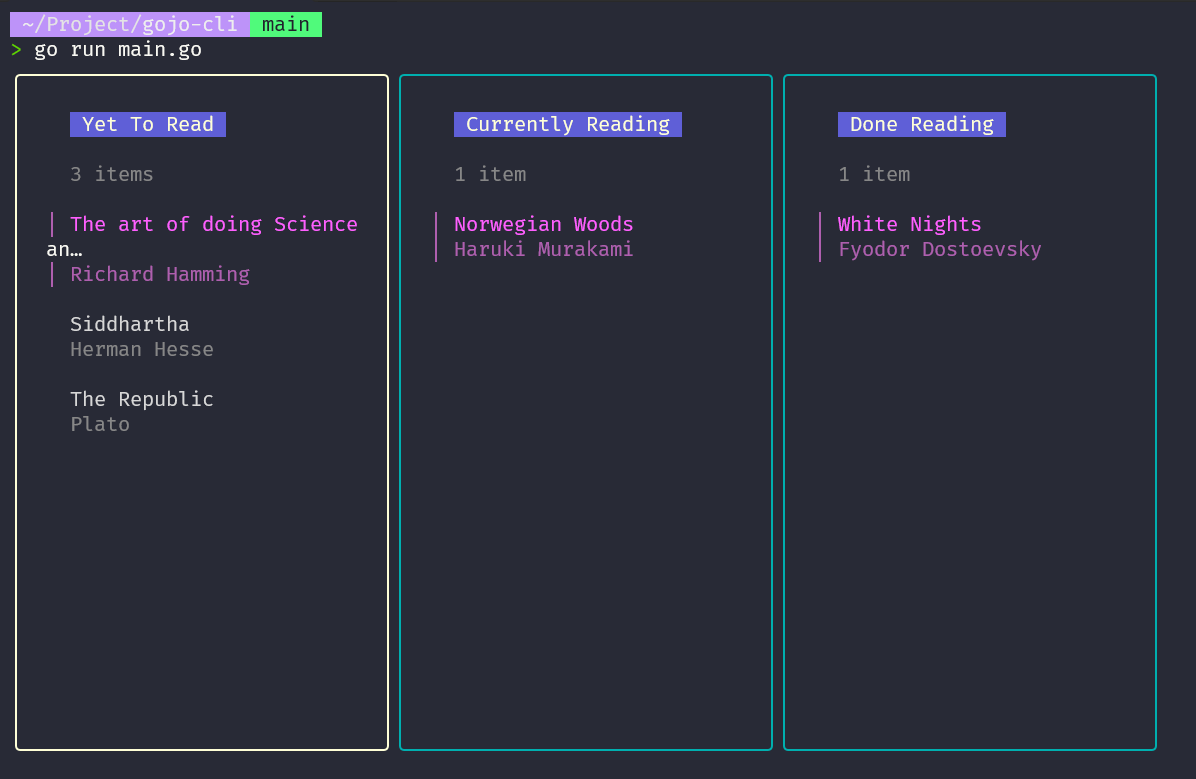 ~/Project/gojo-cli main
> go run main.go
Yet To Read
3 items
The art of doing Science
an…
Richard Hamming
Siddhartha
Herman Hesse
The Republic
Plato
Currently Reading
1 item
Norwegian Woods
Haruki Murakami
Done Reading
1 item
White Nights
Fyodor Dostoevsky